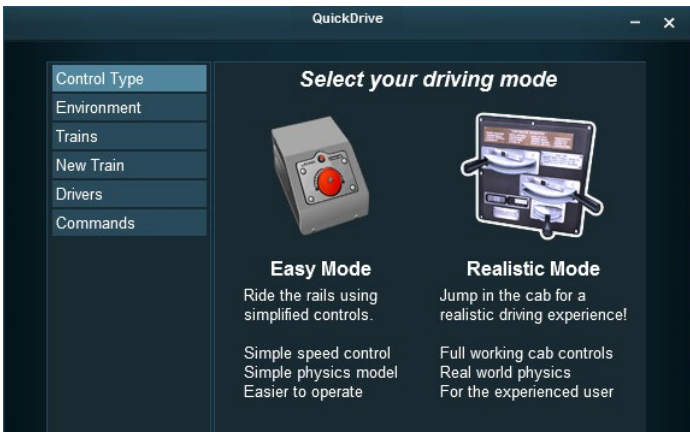 QuickDrive
Control Type
Environment
Trains
New Train
Drivers
Commands
Select your driving mode
Easy Mode
Ride the rails using
simplified controls.
Simple speed control
Simple physics model
Easier to operate
Realistic Mode
Jump in the cab for a
realistic driving experience!
Full working cab controls
Real world physics
For the experienced user